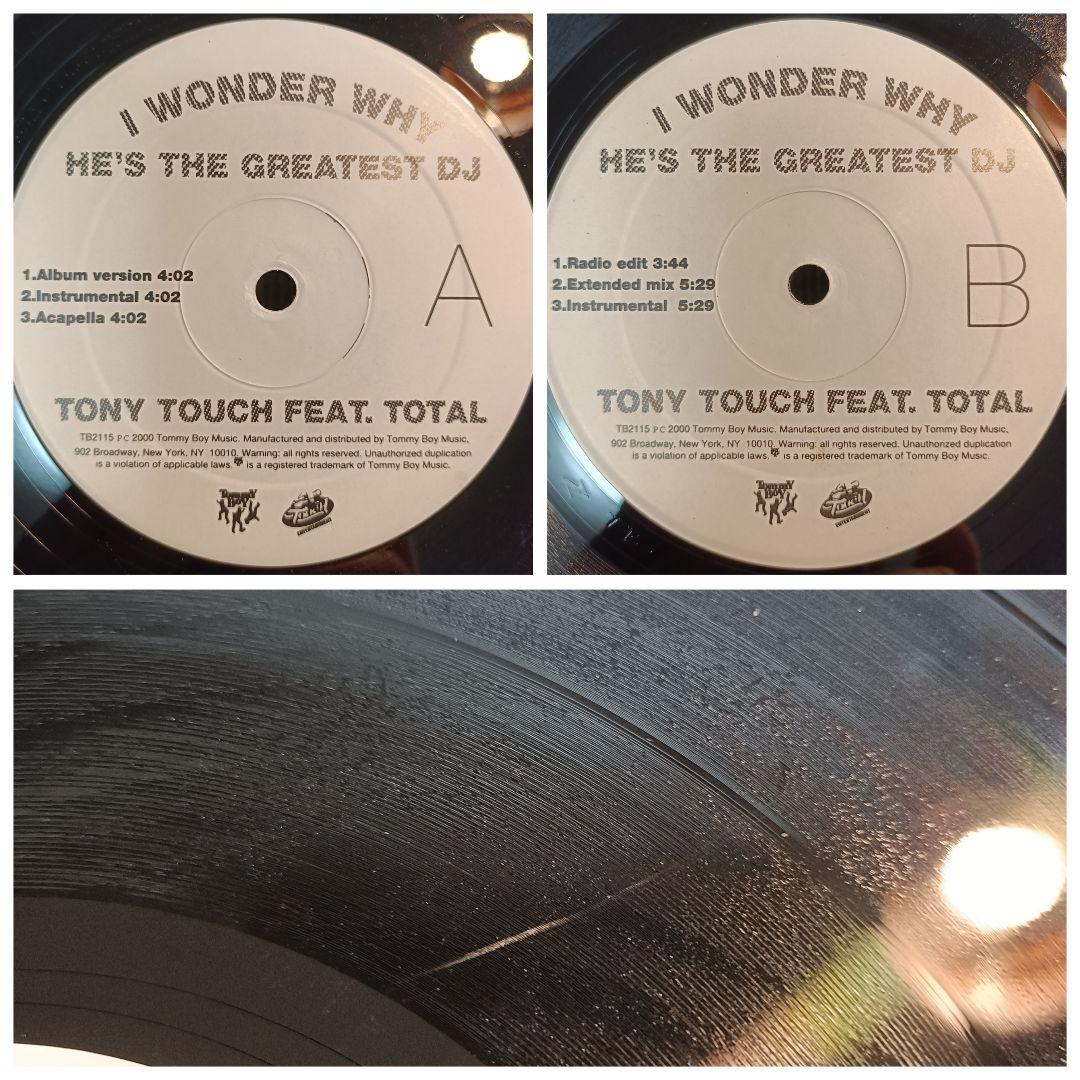 I WONDER WHY
HE'S THE GREATEST DJ
1.Album version 4:02
2.Instrumental 4:02
3.Acapella 4:02
A
TONY TOUCH FEAT. TOTAL
TB2115 P C 2000 Tommy Boy Music. Manufactured and distributed by Tommy Boy Music,
902 Broadway, New York, NY 10010. Warning: all rights reserved. Unauthorized duplication
is a violation of applicable laws. is a registered trademark of Tommy Boy Music.
Tommy
Boy
ENTERTAINMENT
I WONDER WHY
HE'S THE GREATEST DJ
1.Radio edit 3:44
2.Extended mix 5:29
3.Instrumental 5:29
B
TONY TOUCH FEAT. TOTAL
TB2115 P C 2000 Tommy Boy Music. Manufactured and distributed by Tommy Boy Music,
902 Broadway, New York, NY 10010. Warning: all rights reserved. Unauthorized duplication
is a violation of applicable laws. is a registered trademark of Tommy Boy Music.
Tommy
Boy
ENTERTAINMENT